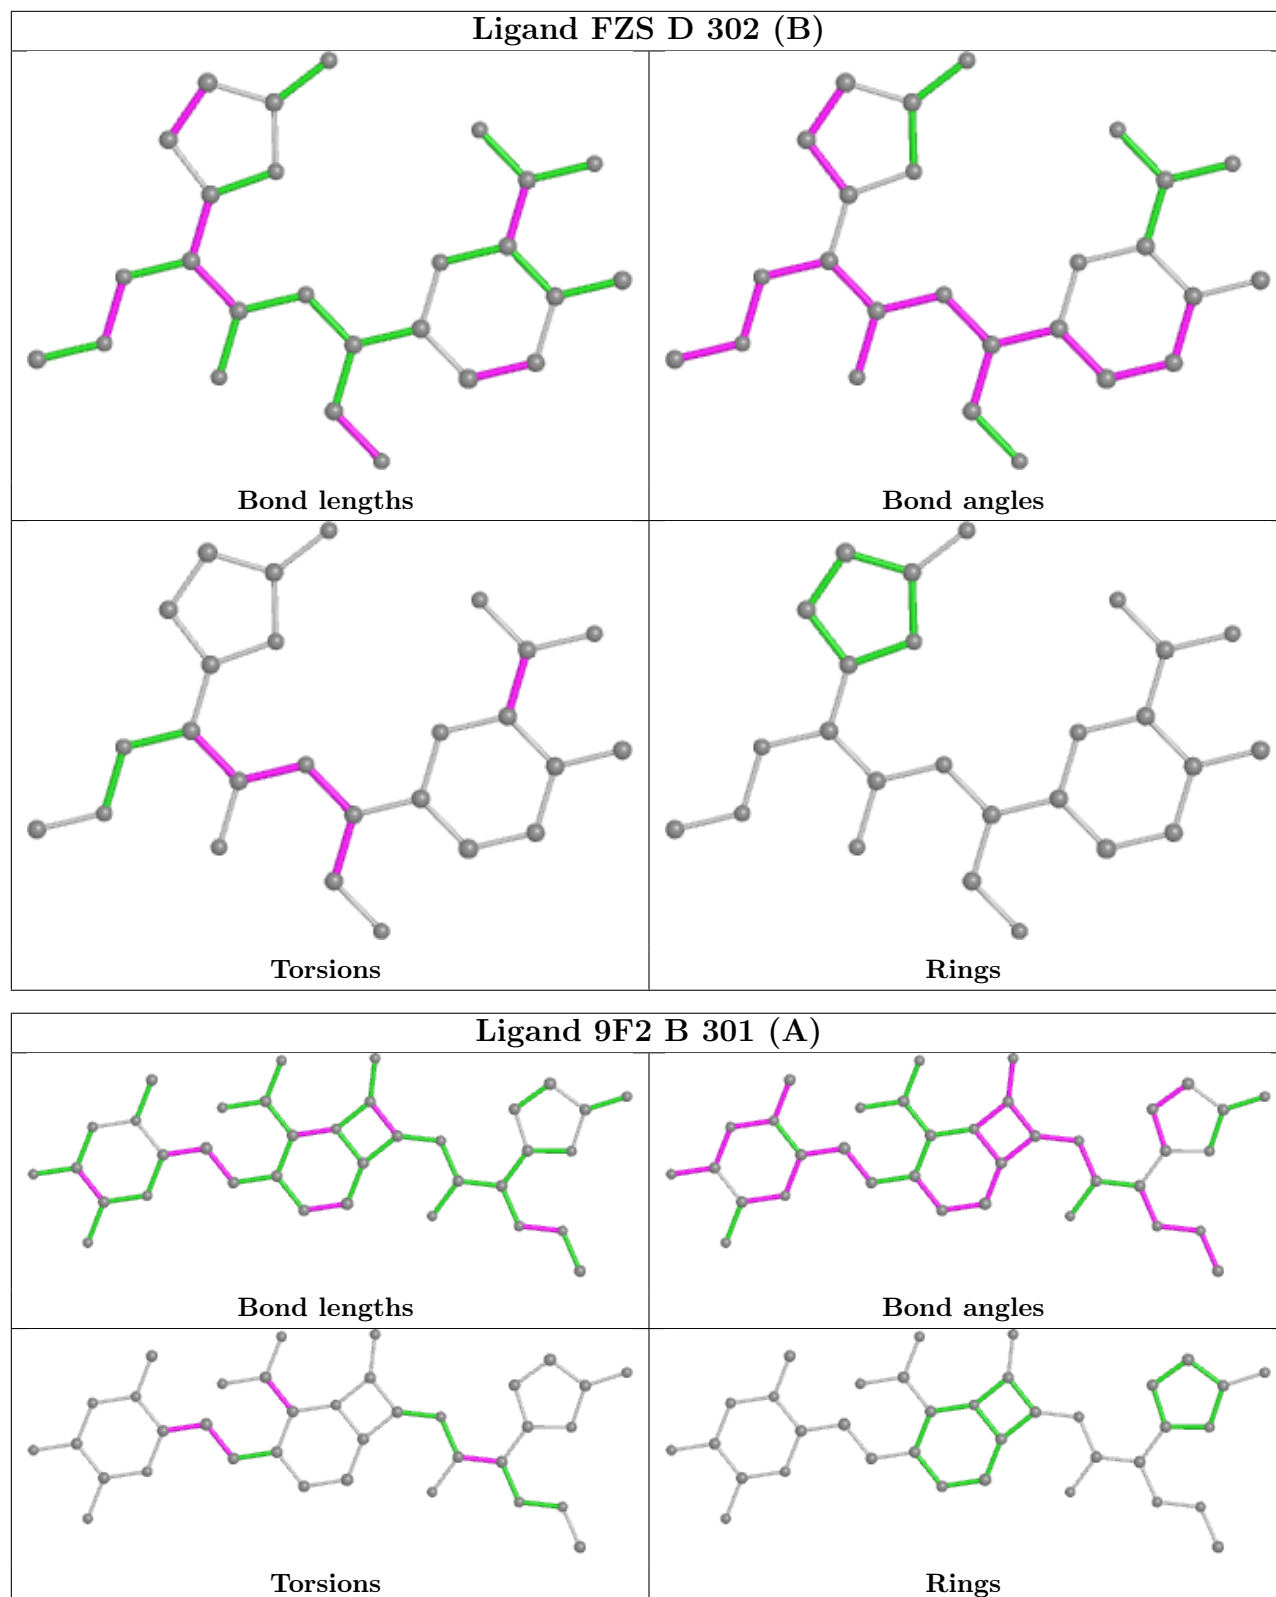 Ligand FZS D 302 (B)
Bond lengths
Bond angles
Torsions
Rings
Ligand 9F2 B 301 (A)
Bond lengths
Bond angles
Torsions
Rings